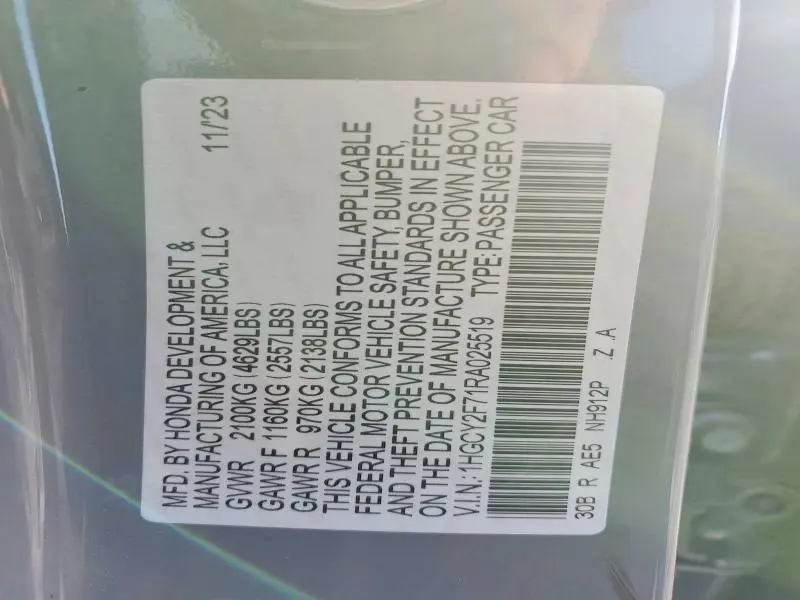 MFD. BY HONDA DEVELOPMENT &
MANUFACTURING OF AMERICA, LLC 11/'23
GVWR 2100KG (4629LBS)
GAWR F 1160KG (2557LBS)
GAWR R 970KG (2138LBS)
THIS VEHICLE CONFORMS TO ALL APPLICABLE
FEDERAL MOTOR VEHICLE SAFETY, BUMPER,
AND THEFT PREVENTION STANDARDS IN EFFECT
ON THE DATE OF MANUFACTURE SHOWN ABOVE.
V.I.N.:1HGCY2F71RA025519 TYPE:PASSENGER CAR
30B R AE5 NH912P .Z .A